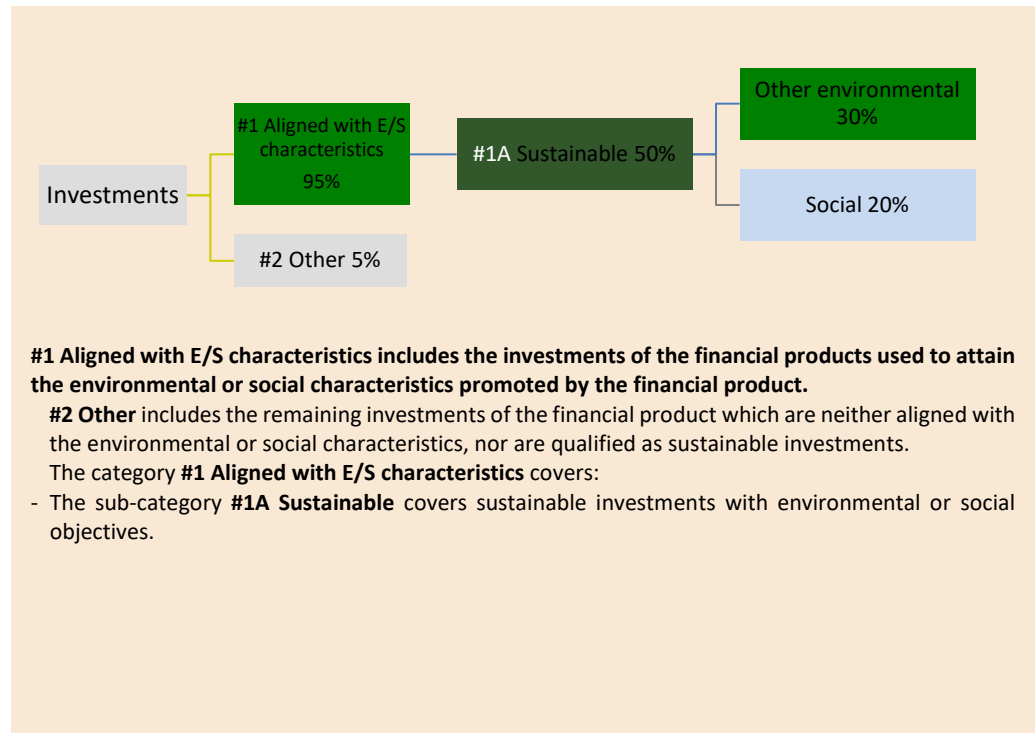 Investments
#1 Aligned with E/S
characteristics
95%
#2 Other 5%
#1A Sustainable 50%
Other environmental
30%
Social 20%
#1 Aligned with E/S characteristics includes the investments of the financial products used to attain
the environmental or social characteristics promoted by the financial product.
#2 Other includes the remaining investments of the financial product which are neither aligned with
the environmental or social characteristics, nor are qualified as sustainable investments.
The category #1 Aligned with E/S characteristics covers:
- The sub-category #1A Sustainable covers sustainable investments with environmental or social
objectives.